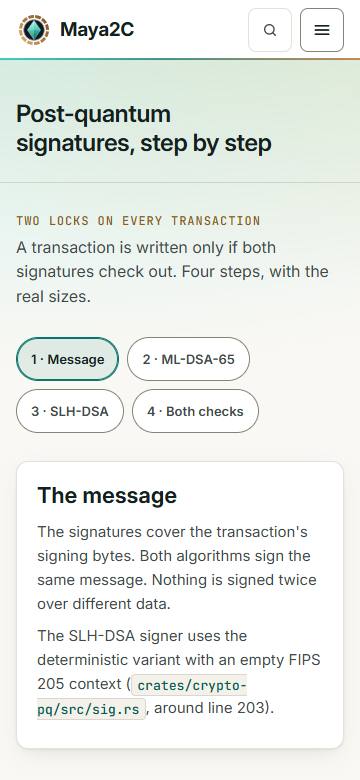 Maya2C
Post-quantum
signatures, step by step
TWO LOCKS ON EVERY TRANSACTION
A transaction is written only if both
signatures check out. Four steps, with the
real sizes.
1 · Message
2 · ML-DSA-65
3 · SLH-DSA
4 · Both checks
The message
The signatures cover the transaction's
signing bytes. Both algorithms sign the
same message. Nothing is signed twice
over different data.
The SLH-DSA signer uses the
deterministic variant with an empty FIPS
205 context ( crates/crypto-
pq/src/sig.rs , around line 203).